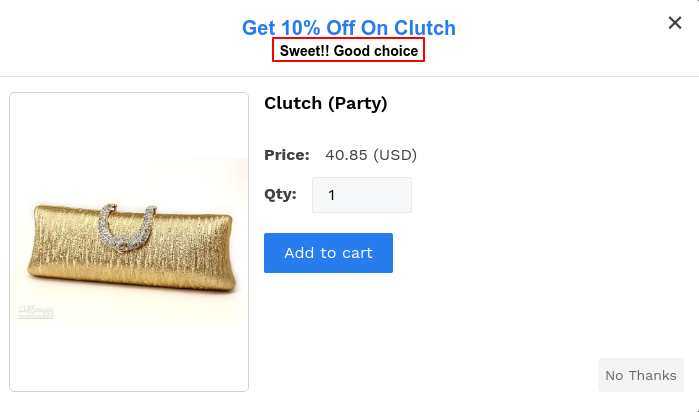 Get 10% Off On Clutch
Sweet!! Good choice
Clutch (Party)
Price: 40.85 (USD)
Qty: 1
Add to cart
No Thanks